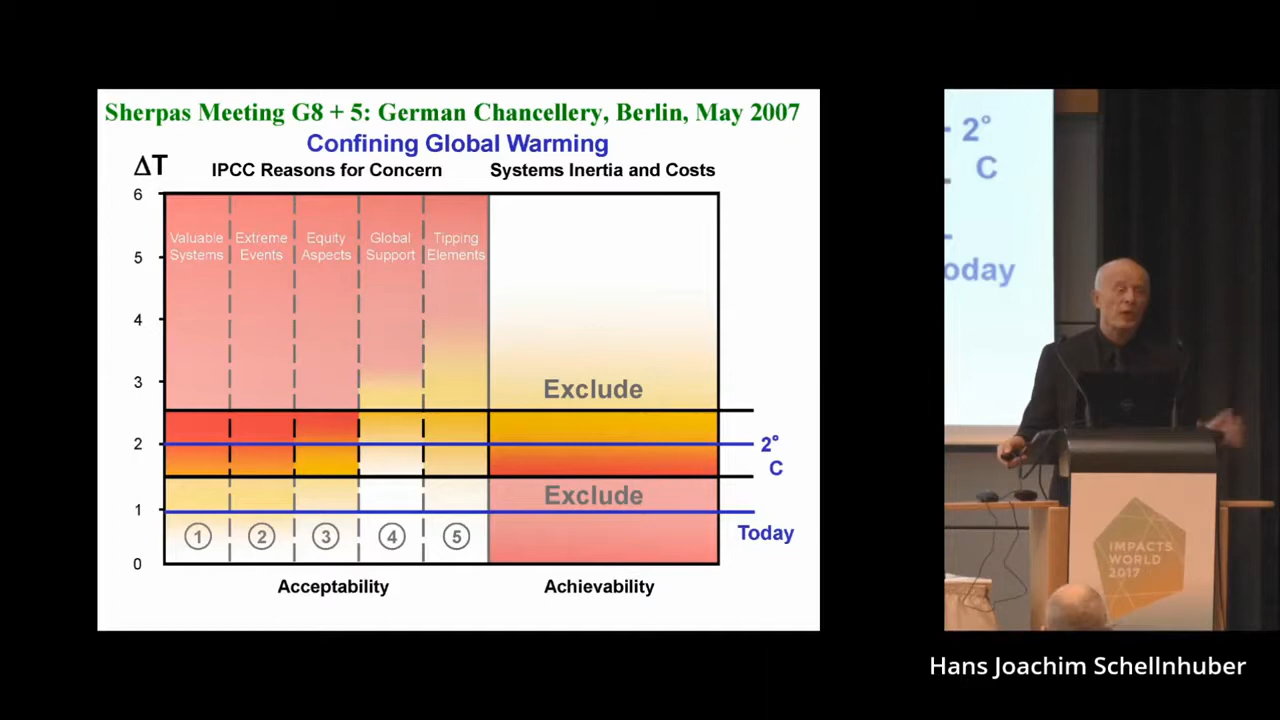 Sherpas Meeting G8 + 5: German Chancellery, Berlin, May 2007
Confining Global Warming
ΔT
IPCC Reasons for Concern
Systems Inertia and Costs
6
5
4
3
2
1
0
Valuable
Systems
Extreme
Events
Equity
Aspects
Global
Support
Tipping
Elements
Exclude
2°
C
Exclude
Today
1
2
3
4
5
Acceptability
Achievability
2°
C
oday
IMPACTS
WORLD
2017
Hans Joachim Schellnhuber